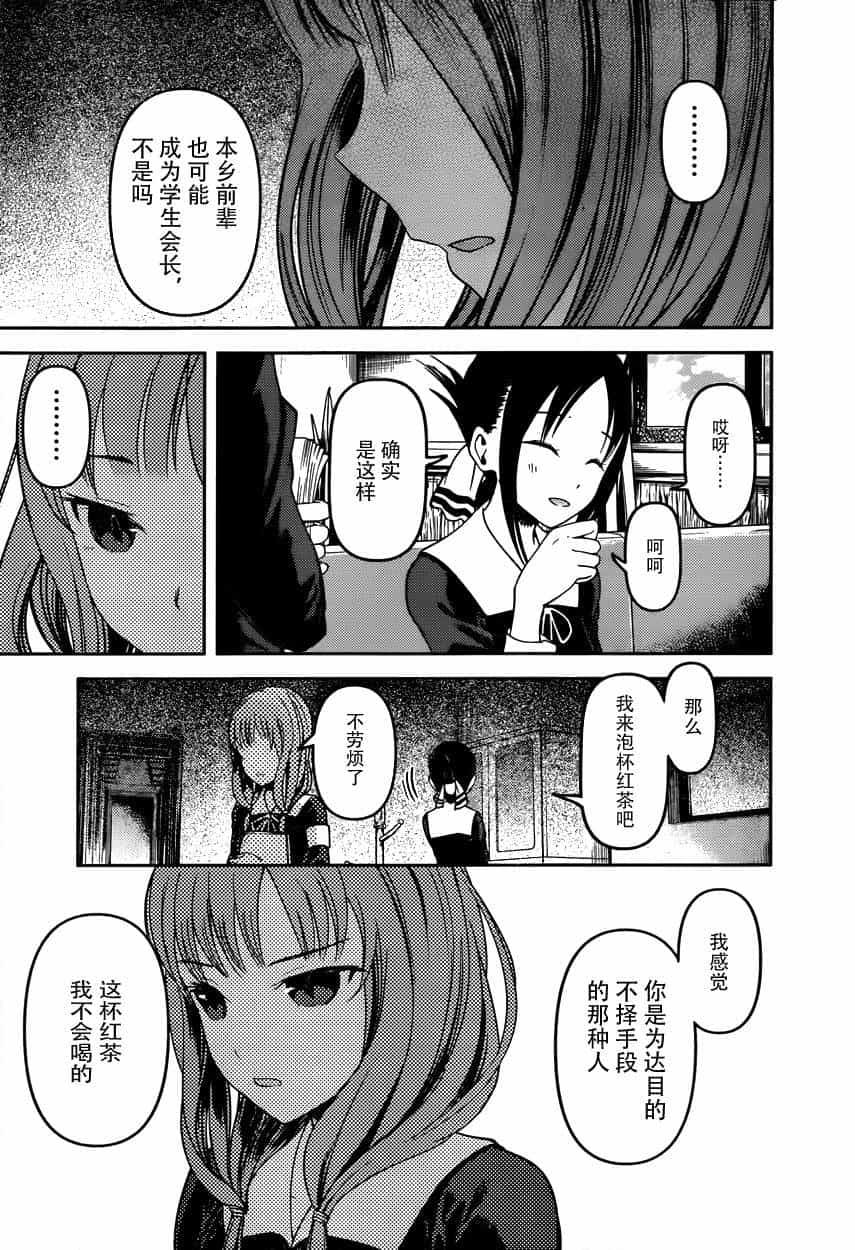 ………
本乡前辈
也可能
成为学生会长，
不是吗
哎呀……
呵呵
确实
是这样
………
那么
我来泡杯红茶吧
不劳烦了
我感觉
你是为达目的
不择手段
的那种人
这杯红茶
我不会喝的